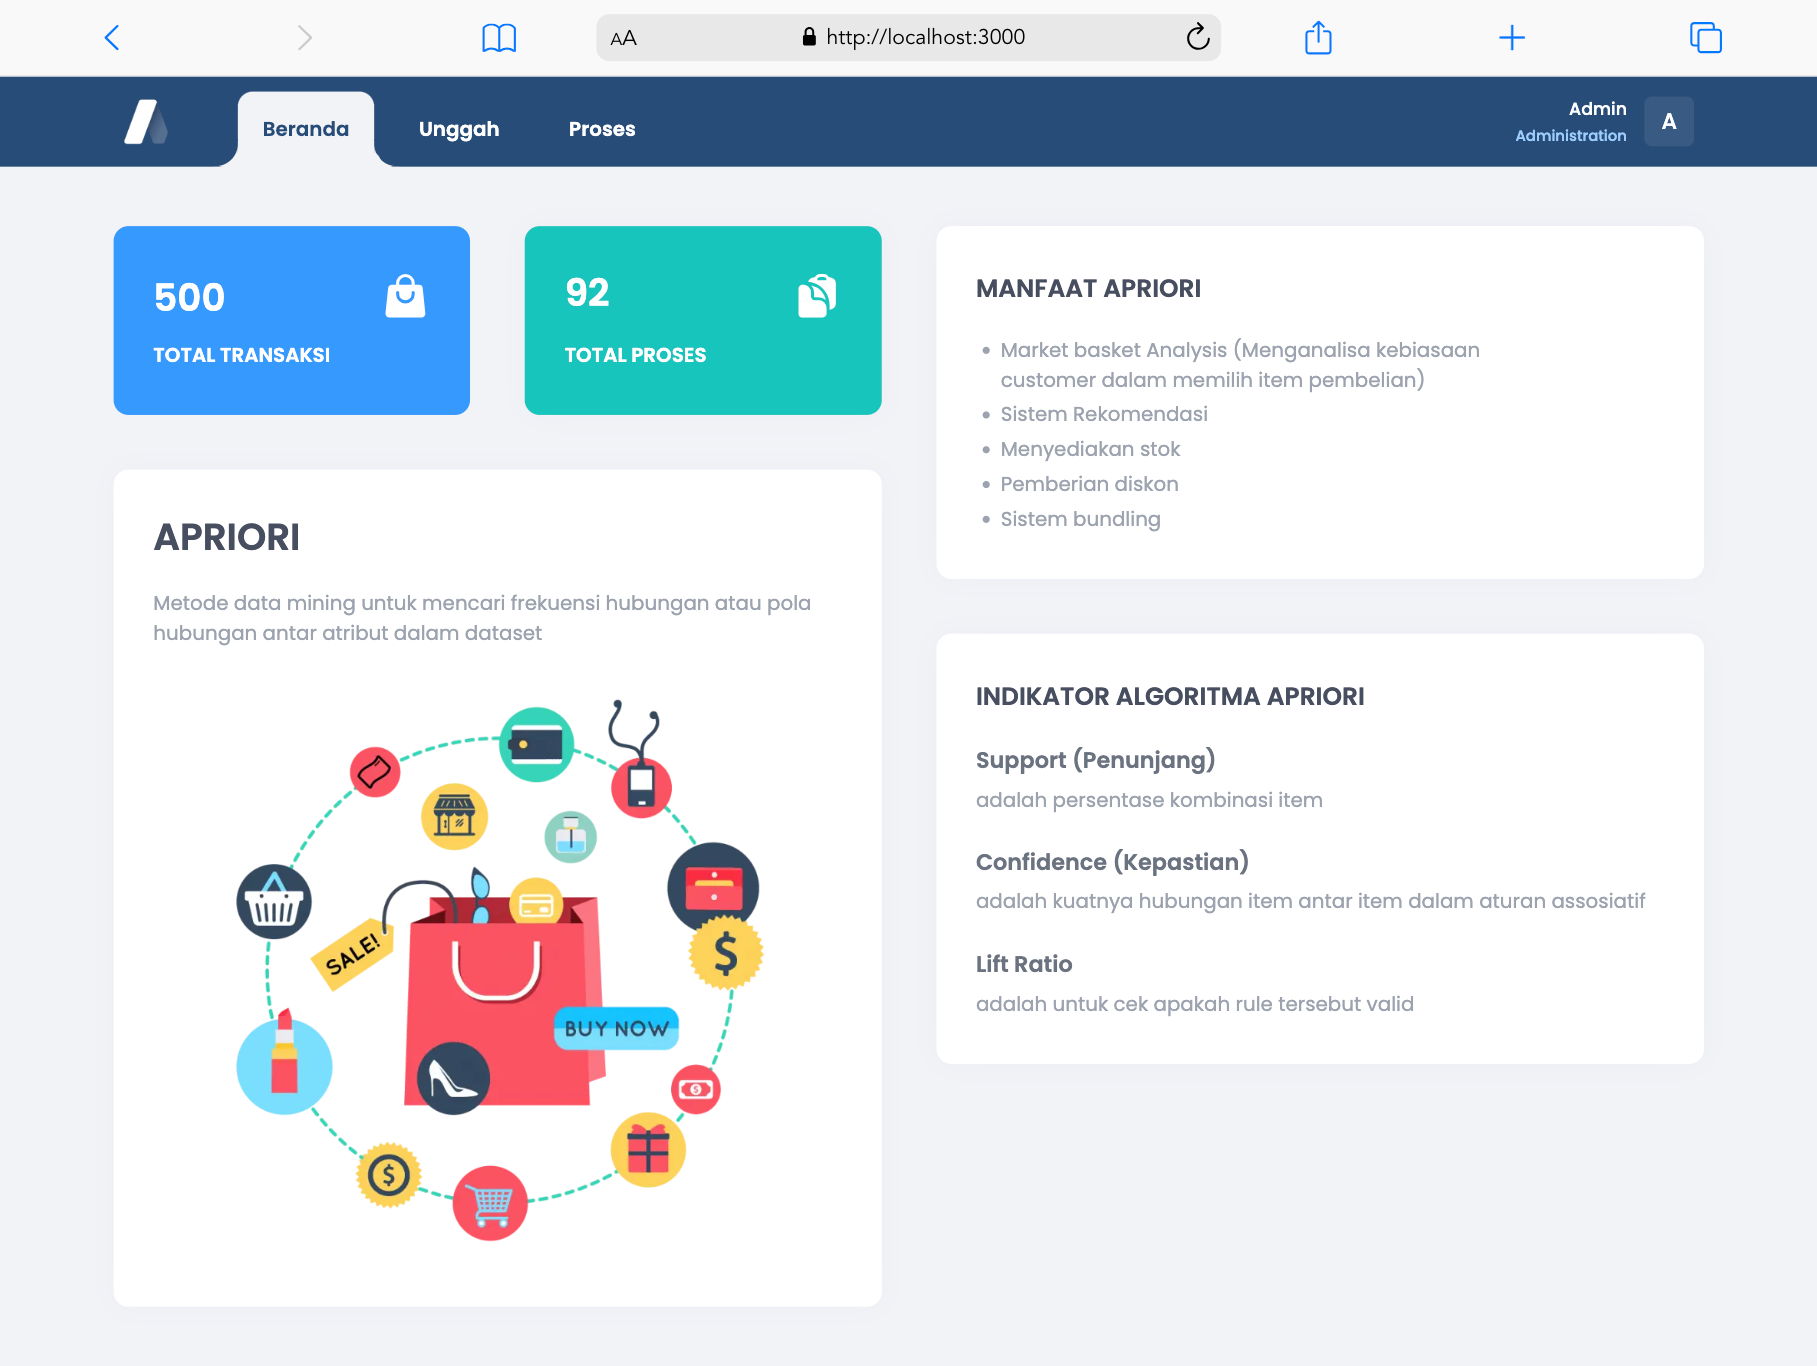 AA
http://localhost:3000
Beranda
Unggah
Proses
Admin
Administration
A
500
TOTAL TRANSAKSI
92
TOTAL PROSES
APRIORI
Metode data mining untuk mencari frekuensi hubungan atau pola
hubungan antar atribut dalam dataset
SALE!
$
BUY NOW
$
$
MANFAAT APRIORI
Market basket Analysis (Menganalisa kebiasaan
customer dalam memilih item pembelian)
Sistem Rekomendasi
Menyediakan stok
Pemberian diskon
Sistem bundling
INDIKATOR ALGORITMA APRIORI
Support (Penunjang)
adalah persentase kombinasi item
Confidence (Kepastian)
adalah kuatnya hubungan item antar item dalam aturan assosiatif
Lift Ratio
adalah untuk cek apakah rule tersebut valid